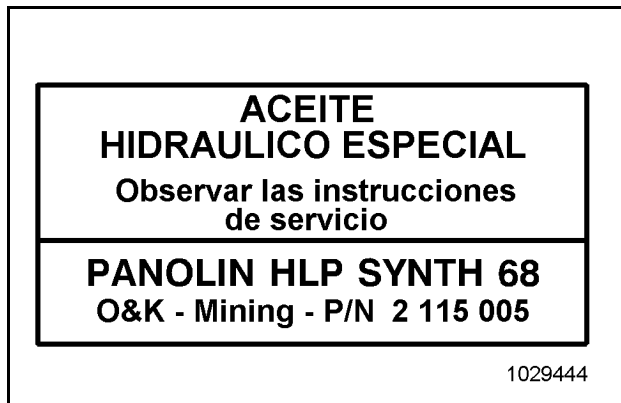 ACEITE
HIDRAULICO ESPECIAL
Observar las instrucciones
de servicio
PANOLIN HLP SYNTH 68
O&K - Mining - P/N 2 115 005
1029444